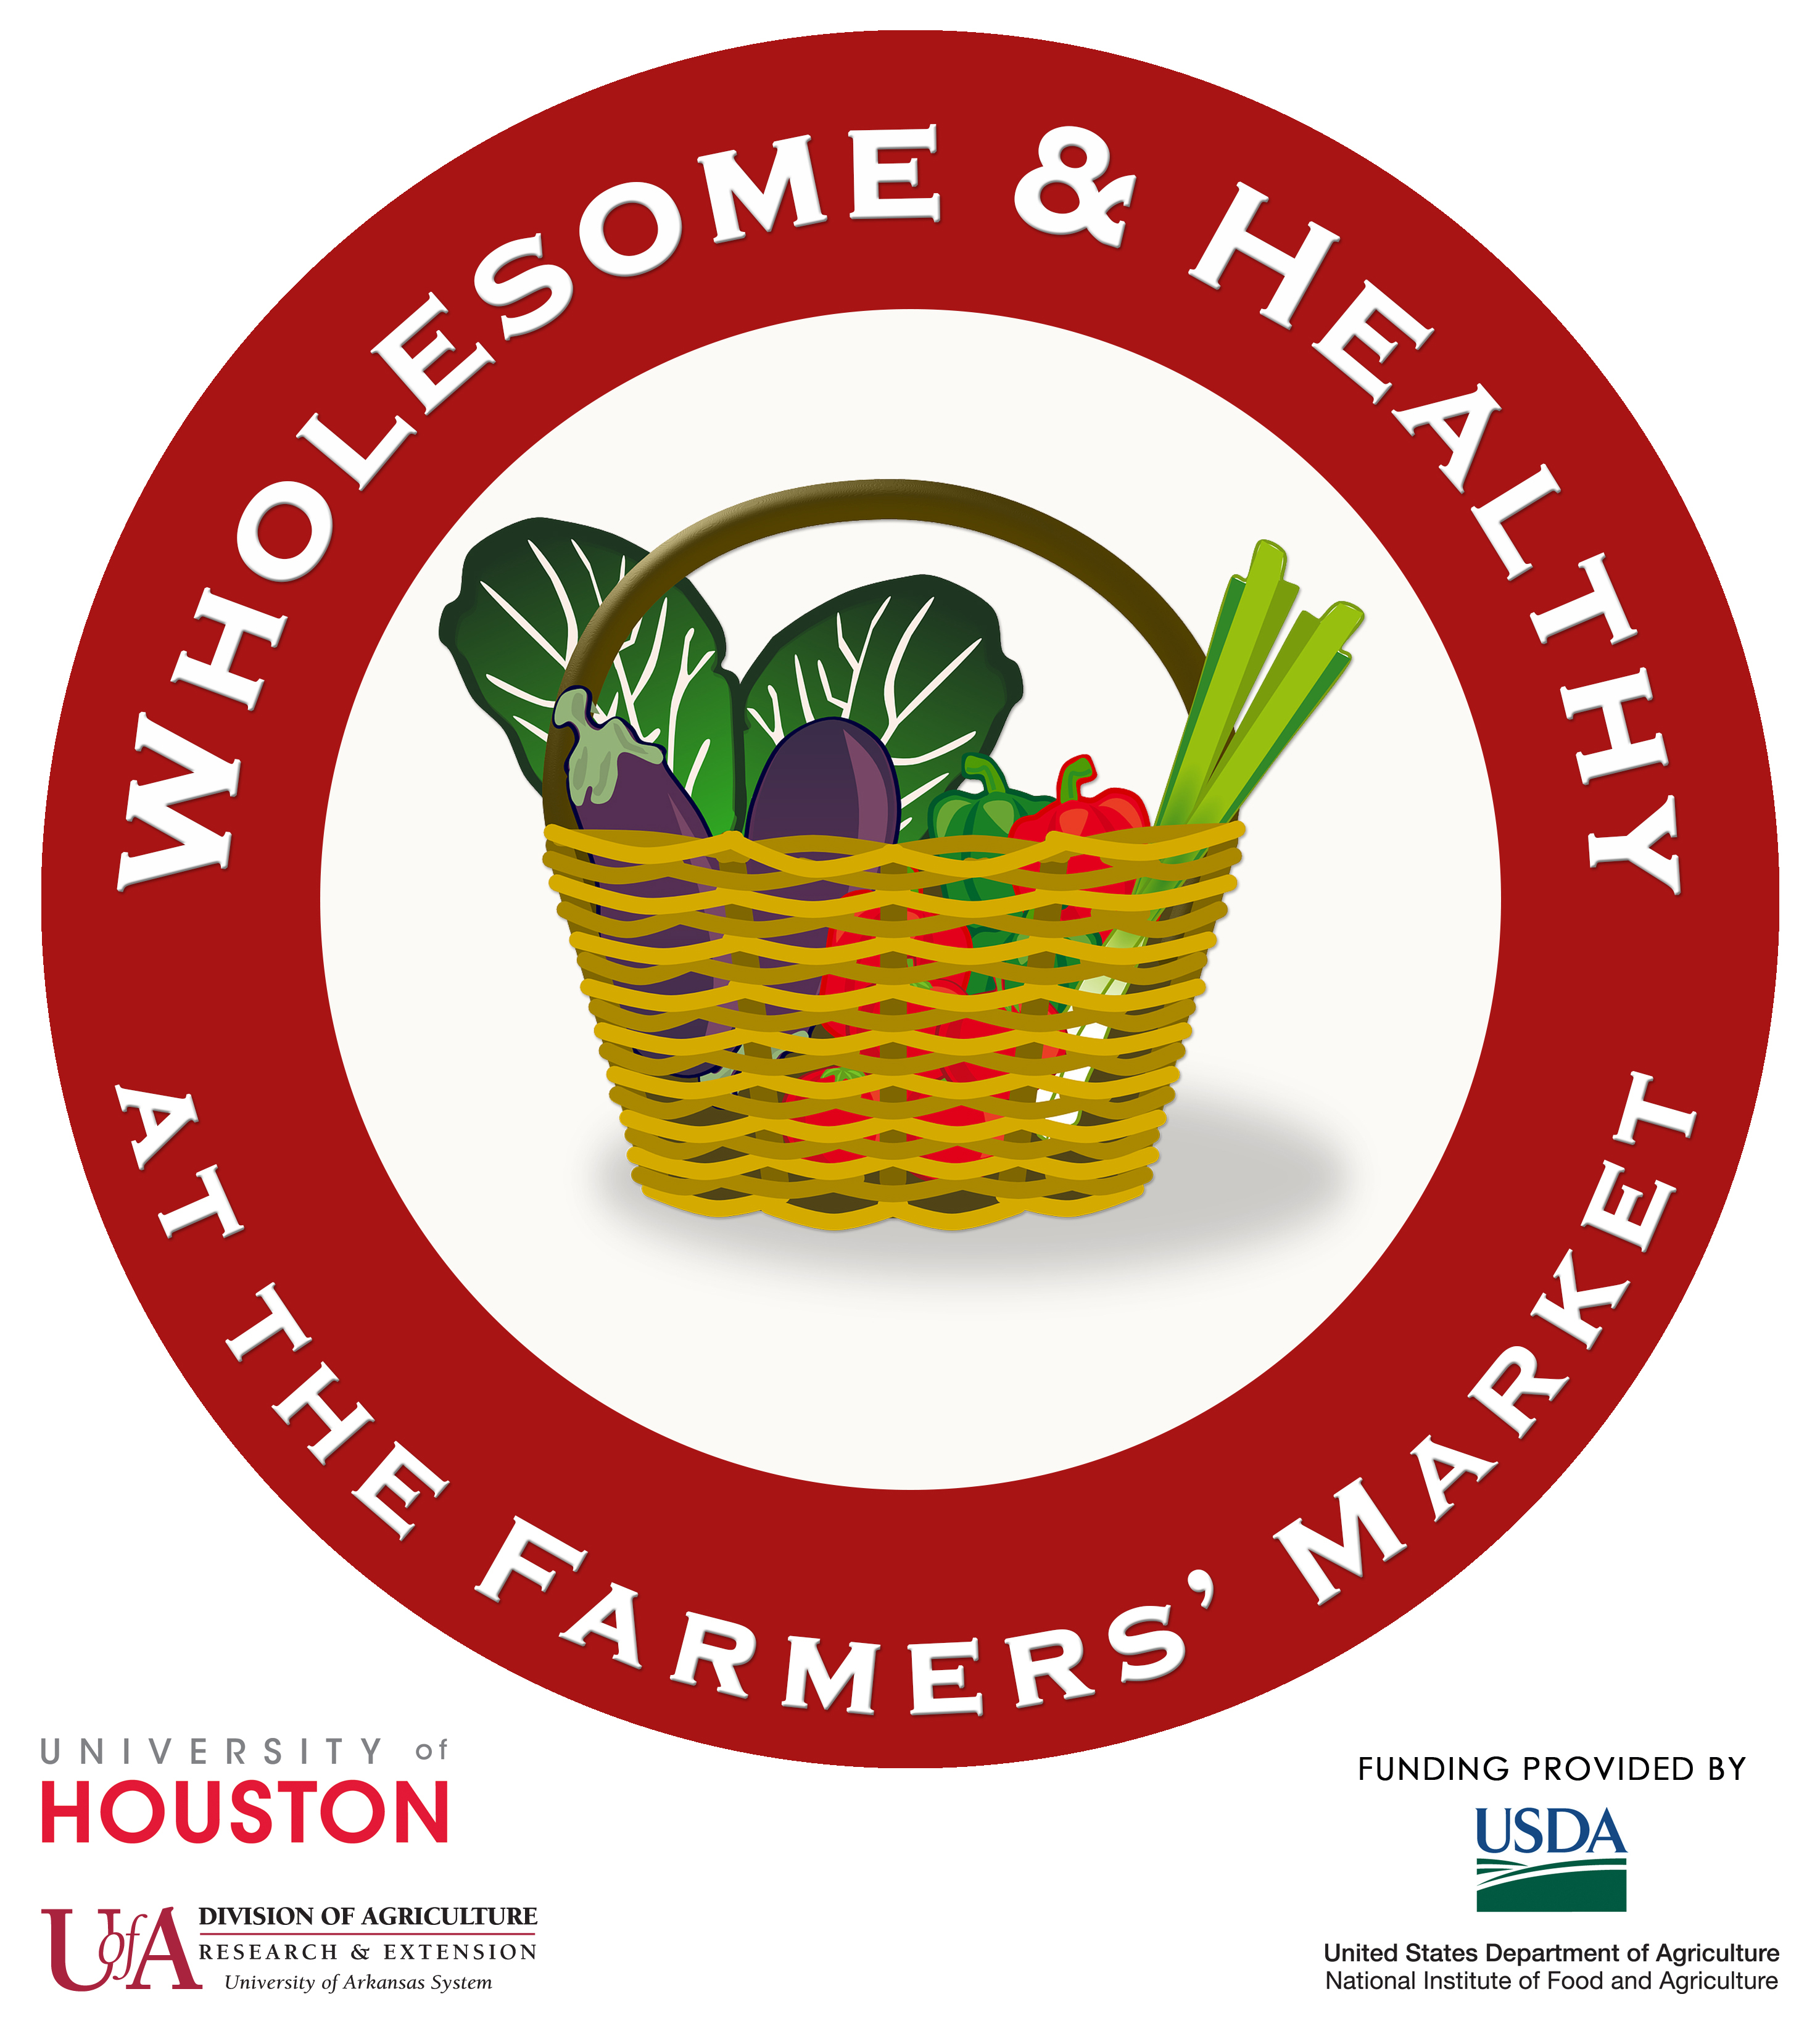 WHOLESOME & HEALTHY
AT THE FARMERS' MARKET
UNIVERSITY of
HOUSTON
UofA
DIVISION OF AGRICULTURE
RESEARCH & EXTENSION
University of Arkansas System
FUNDING PROVIDED BY
USDA
United States Department of Agriculture
National Institute of Food and Agriculture